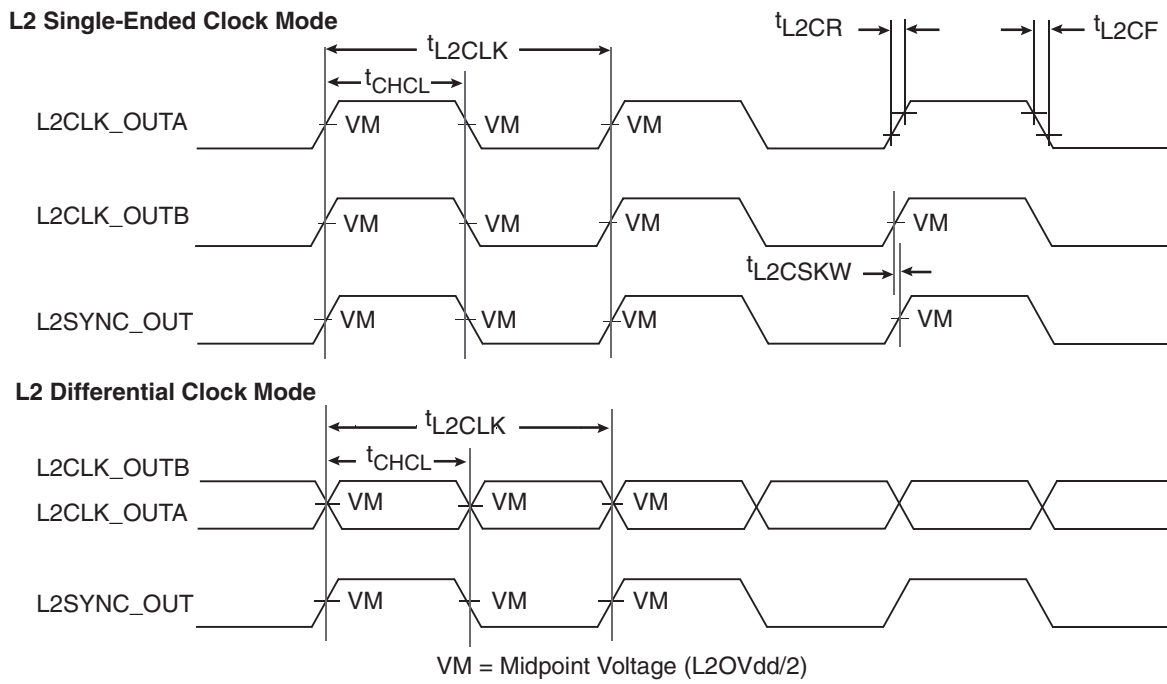 L2 Single-Ended Clock Mode
tL2CR
tL2CF
tL2CLK
tCHCL
L2CLK_OUTA
VM VM VM
L2CLK_OUTB
VM VM VM VM
tL2CSKW
L2SYNC_OUT
VM VM VM VM
L2 Differential Clock Mode
tL2CLK
tCHCL
L2CLK_OUTB
VM VM VM
L2CLK_OUTA
L2SYNC_OUT
VM VM VM
VM = Midpoint Voltage (L2OVdd/2)